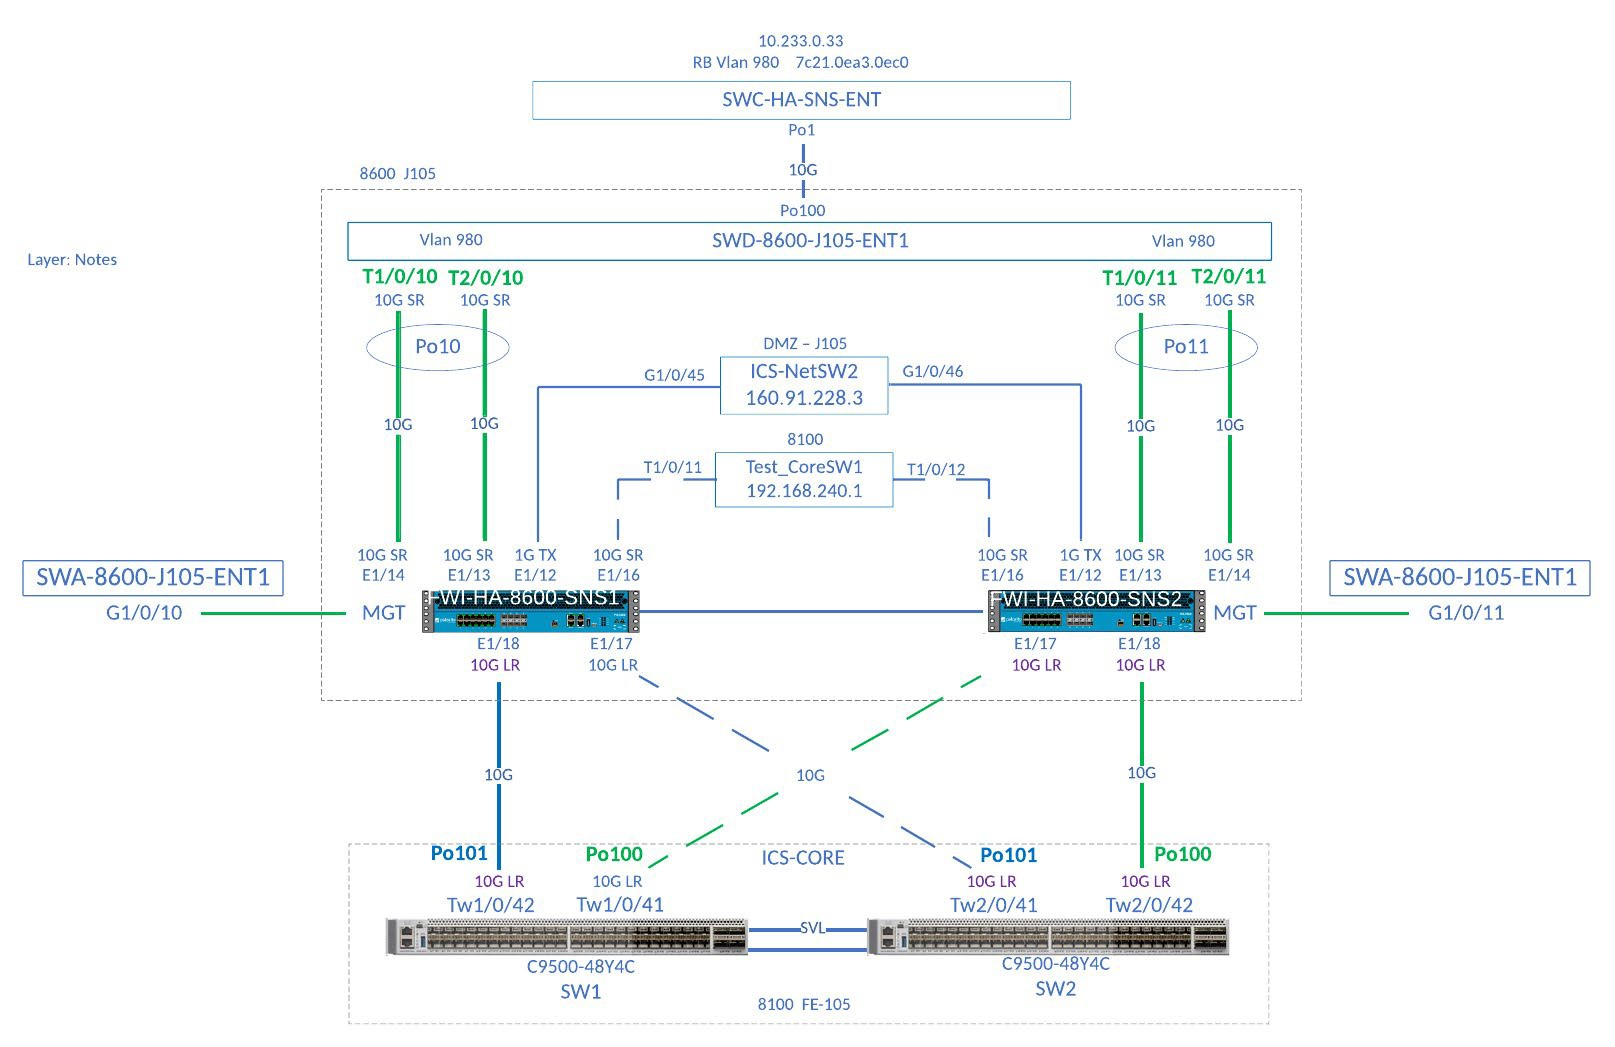 10.233.0.33
RB Vlan 980 7c21.0ea3.0ec0
SWC-HA-SNS-ENT
Po1
10G
8600 J105
Po100
Vlan 980
SWD-8600-J105-ENT1
Vlan 980
Layer: Notes
T1/0/10 T2/0/10
T1/0/11 T2/0/11
10G SR 10G SR
10G SR 10G SR
Po10
Po11
DMZ – J105
G1/0/45
ICS-NetSW2
160.91.228.3
G1/0/46
10G 10G
10G 10G
8100
T1/0/11
Test_CoreSW1
192.168.240.1
T1/0/12
10G SR 10G SR 1G TX 10G SR
E1/14 E1/13 E1/12 E1/16
10G SR 1G TX 10G SR 10G SR
E1/16 E1/12 E1/13 E1/14
SWA-8600-J105-ENT1
G1/0/10
MGT
WI-HA-8600-SNS1
FWI-HA-8600-SNS2
MGT
SWA-8600-J105-ENT1
G1/0/11
E1/18 E1/17
10G LR 10G LR
E1/17 E1/18
10G LR 10G LR
10G
10G
10G
Po101
Po100
ICS-CORE
Po101
Po100
10G LR 10G LR
Tw1/0/42 Tw1/0/41
10G LR 10G LR
Tw2/0/41 Tw2/0/42
SVL
C9500-48Y4C
SW1
C9500-48Y4C
SW2
8100 FE-105